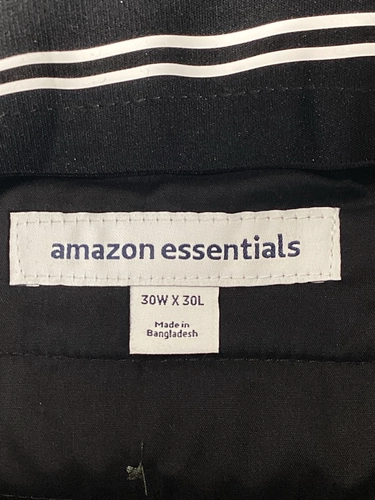 amazon essentials
30W X 30L
Made in
Bangladesh